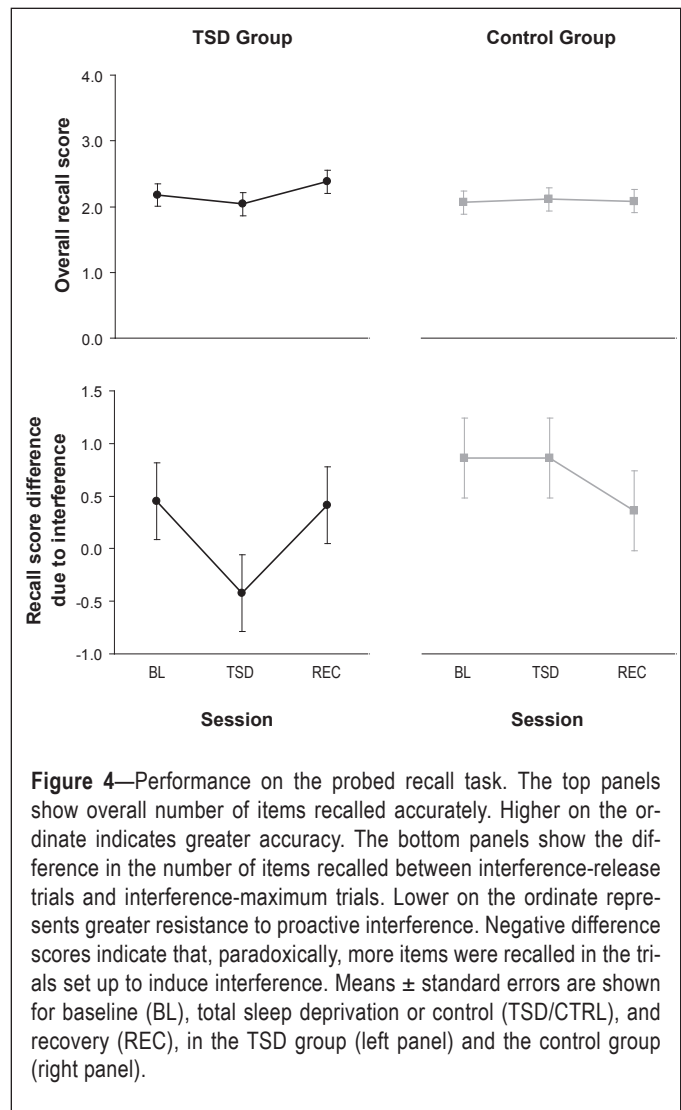 TSD Group
Control Group
Overall recall score
4.0
3.0
2.0
1.0
0.0
Recall score difference
due to interference
1.5
1.0
0.5
0.0
-0.5
-1.0
BL TSD REC
BL TSD REC
Session
Session
Figure 4—Performance on the probed recall task. The top panels
show overall number of items recalled accurately. Higher on the or-
dinate indicates greater accuracy. The bottom panels show the dif-
ference in the number of items recalled between interference-release
trials and interference-maximum trials. Lower on the ordinate repre-
sents greater resistance to proactive interference. Negative difference
scores indicate that, paradoxically, more items were recalled in the tri-
als set up to induce interference. Means ± standard errors are shown
for baseline (BL), total sleep deprivation or control (TSD/CTRL), and
recovery (REC), in the TSD group (left panel) and the control group
(right panel).